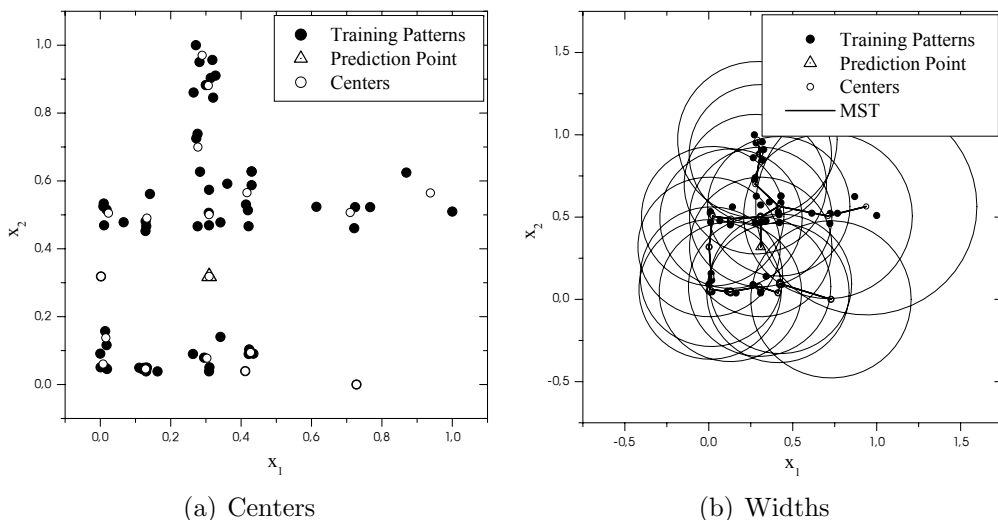 Training Patterns
Prediction Point
Centers
1,0
0,8
0,6
0,4
0,2
0,0
x2
0,0 0,2 0,4 0,6 0,8 1,0
x1
(a) Centers
Training Patterns
Prediction Point
Centers
MST
1,5
1,0
0,5
0,0
-0,5
x2
-0,5 0,0 0,5 1,0 1,5
x1
(b) Widths